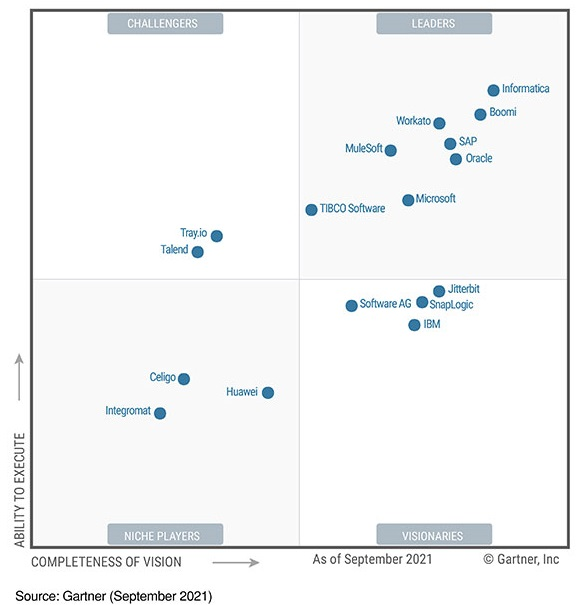 CHALLENGERS
LEADERS
Informatica
Boomi
Workato
SAP
MuleSoft
Oracle
Microsoft
TIBCO Software
Tray.io
Talend
Jitterbit
Software AG
SnapLogic
IBM
Celigo
Huawei
Integromat
ABILITY TO EXECUTE
NICHE PLAYERS
VISIONARIES
COMPLETENESS OF VISION
As of September 2021
© Gartner, Inc
Source: Gartner (September 2021)